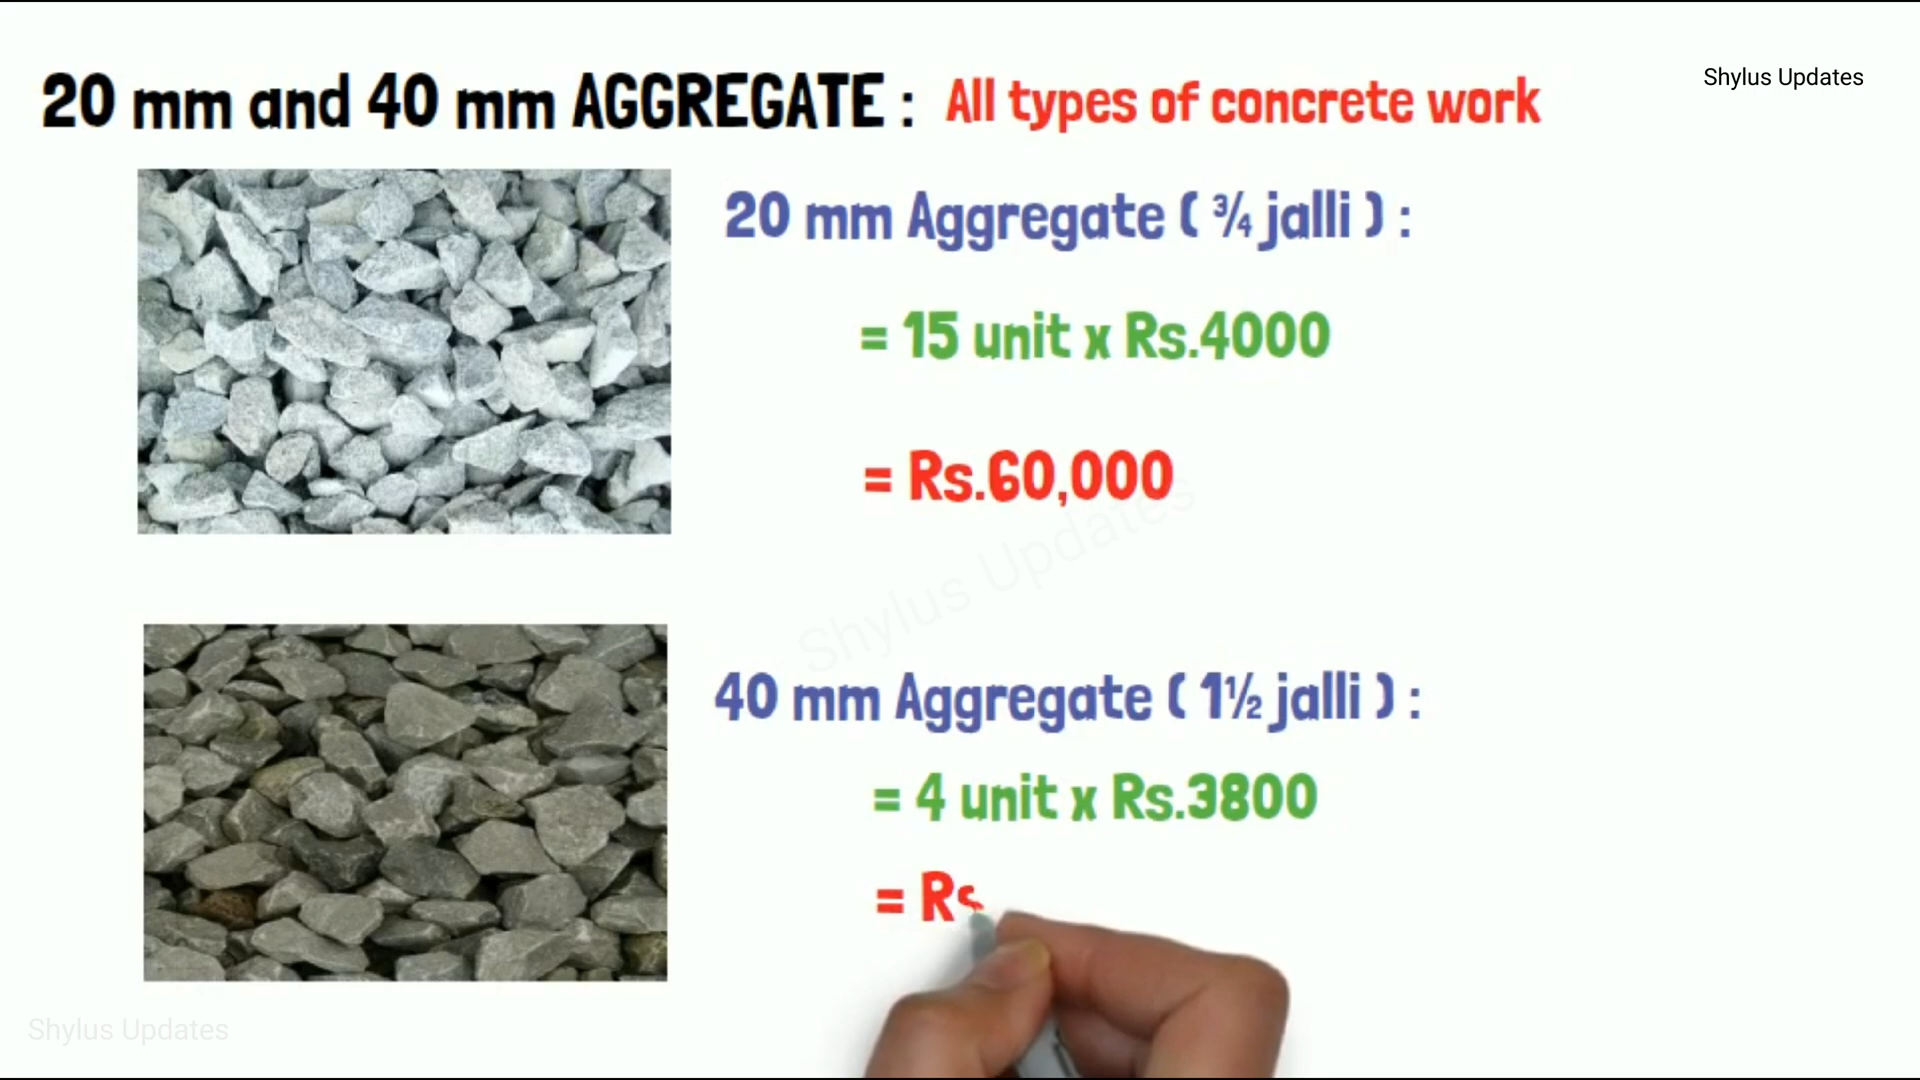 Shylus Updates
20 mm and 40 mm AGGREGATE : All types of concrete work
20 mm Aggregate ( ¾ jalli ) :
= 15 unit x Rs.4000
= Rs.60,000
Shylus Updates
40 mm Aggregate ( 1½ jalli ) :
= 4 unit x Rs.3800
= Rs
Shylus Updates